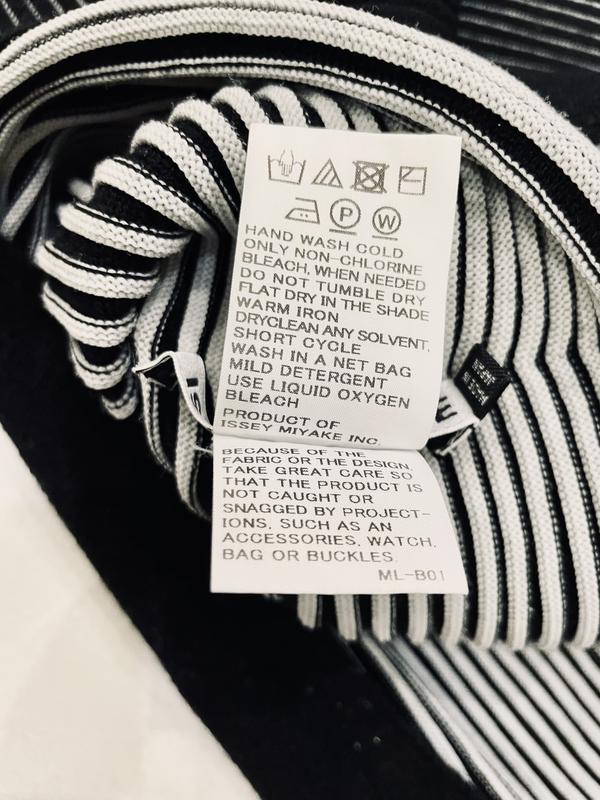 P W
HAND WASH COLD
ONLY NON-CHLORINE
BLEACH, WHEN NEEDED
DO NOT TUMBLE DRY
FLAT DRY IN THE SHADE
WARM IRON
DRYCLEAN ANY SOLVENT,
SHORT CYCLE
WASH IN A NET BAG
MILD DETERGENT
USE LIQUID OXYGEN
BLEACH
PRODUCT OF
ISSEY MIYAKE INC.
BECAUSE OF THE
FABRIC OR THE DESIGN,
TAKE GREAT CARE SO
THAT THE PRODUCT IS
NOT CAUGHT OR
SNAGGED BY PROJECT-
IONS, SUCH AS AN
ACCESSORIES, WATCH,
BAG OR BUCKLES.
ML-B01
IS
E